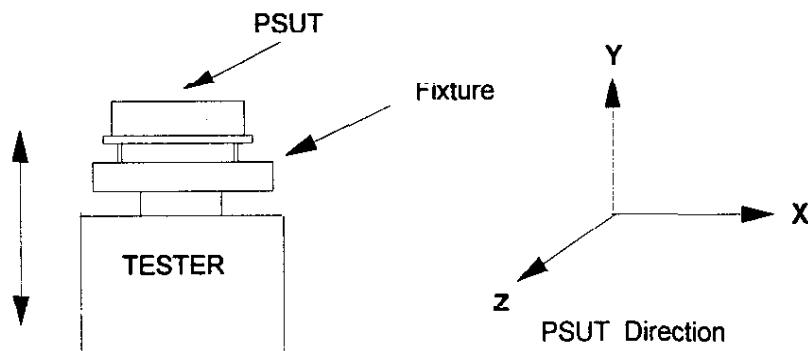 PSUT
Fixture
TESTER
Y
X
Z
PSUT Direction